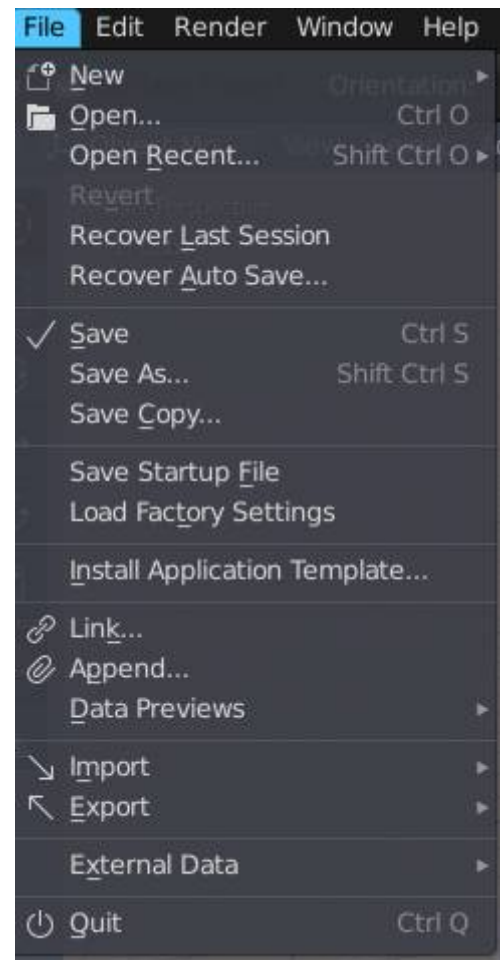 File Edit Render Window Help
New Orientation
Open... Ctrl O
Open Recent... Shift Ctrl O
Revert
Recover Last Session
Recover Auto Save...
Save Ctrl S
Save As... Shift Ctrl S
Save Copy...
Save Startup File
Load Factory Settings
Install Application Template...
Link...
Append...
Data Previews
Import
Export
External Data
Quit Ctrl Q